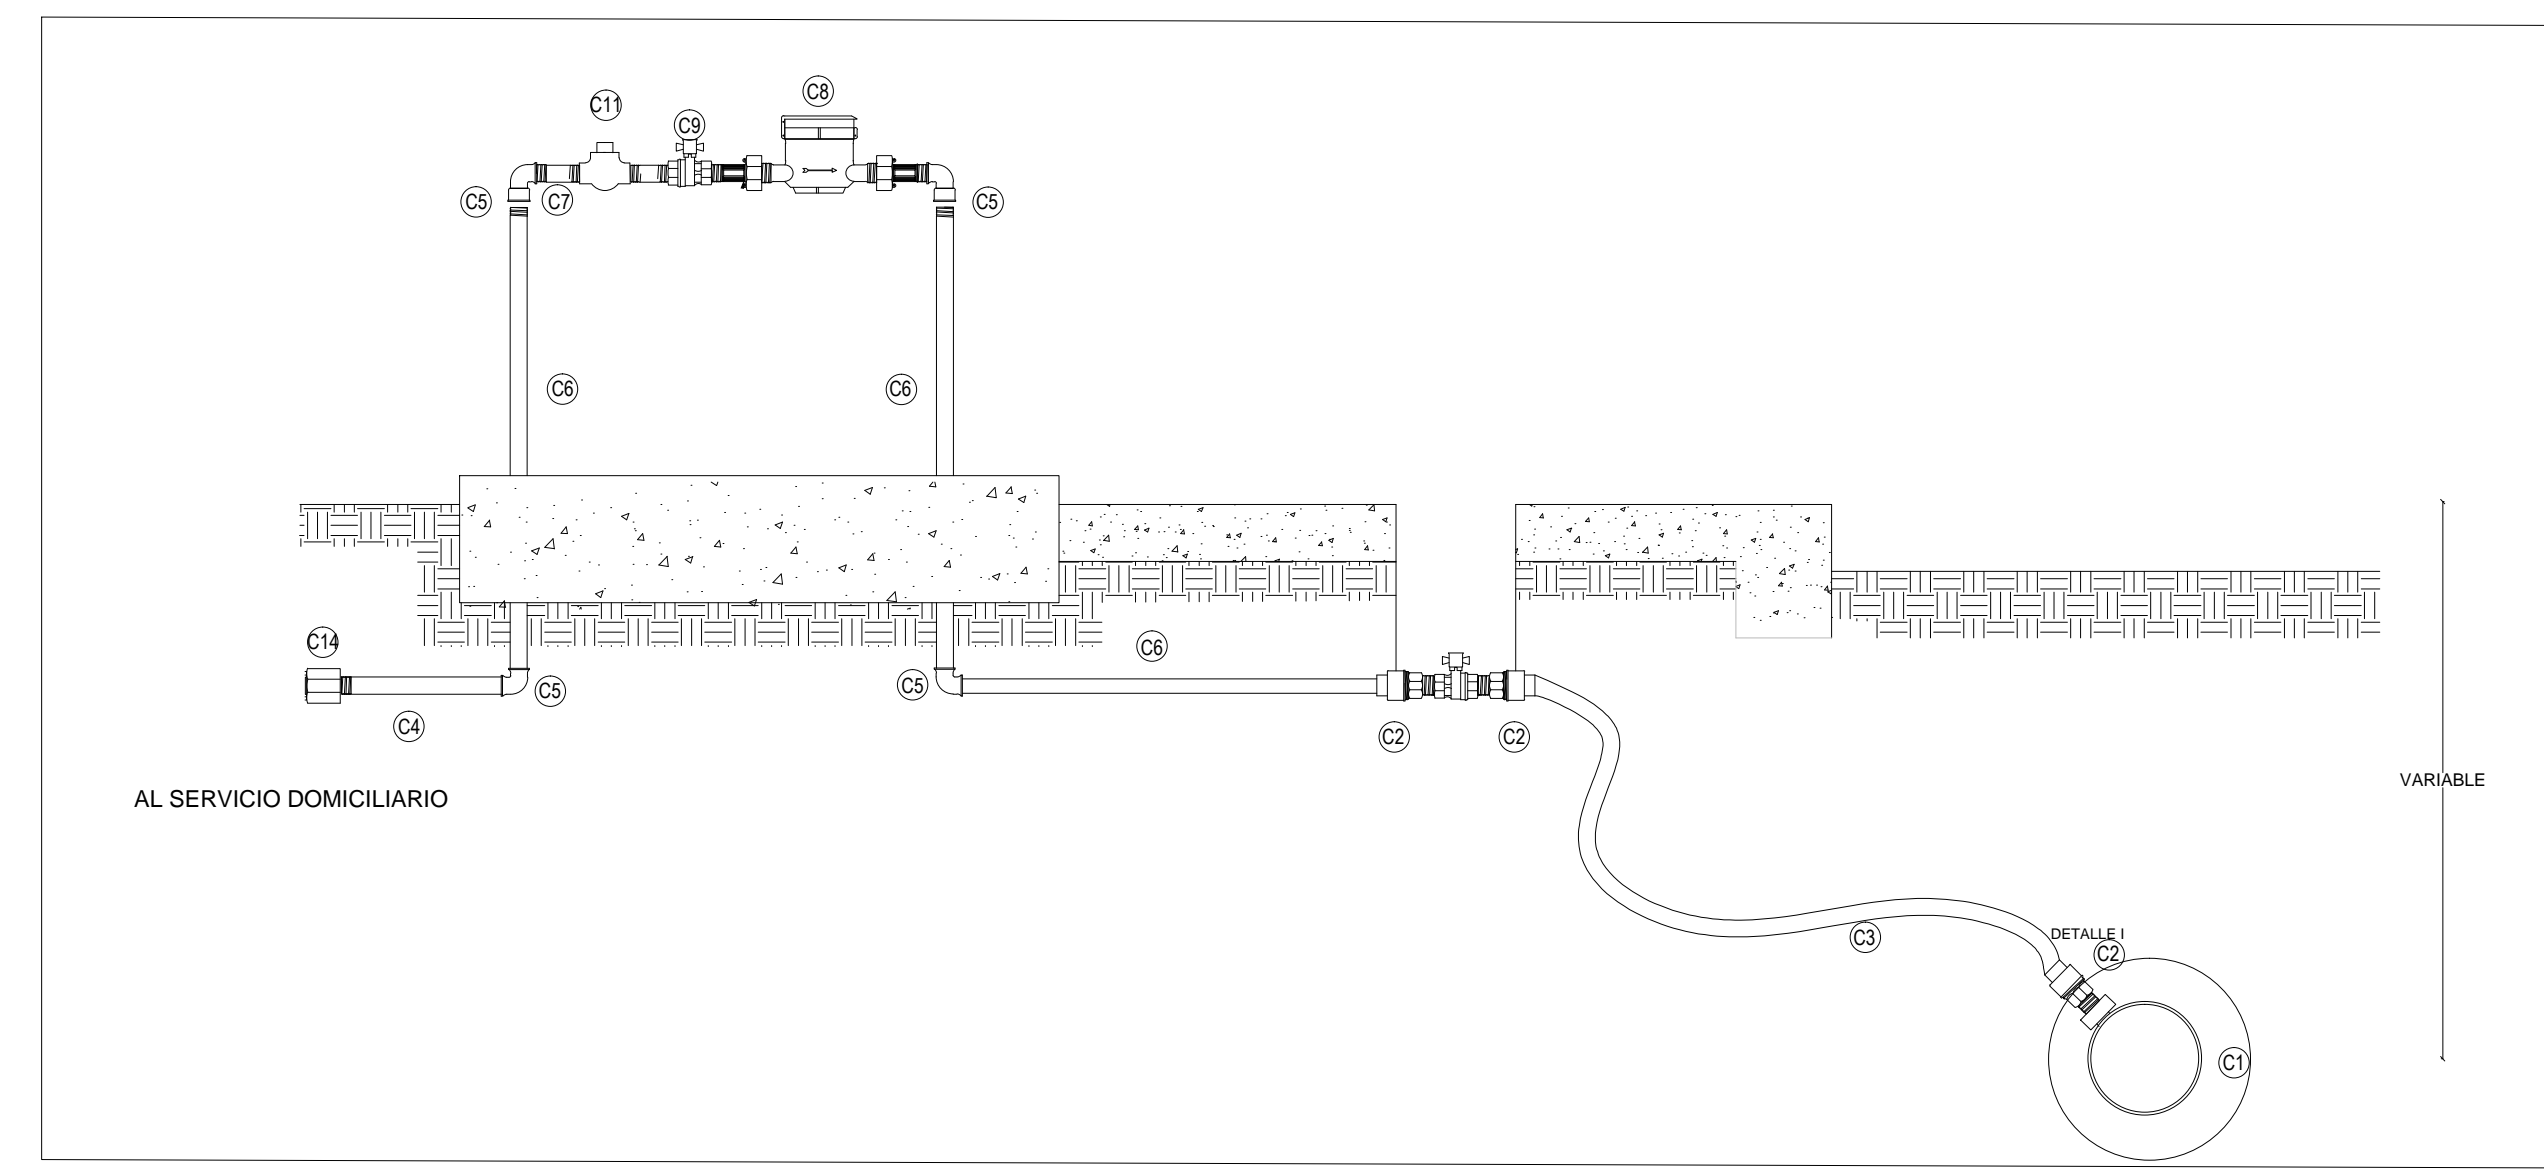 C8
C11
C9
C5
C7
C5
C6
C6
C14
C6
C5
C5
C4
C2
C2
VARIABLE
AL SERVICIO DOMICILIARIO
DETALLE I
C3
C2
C1